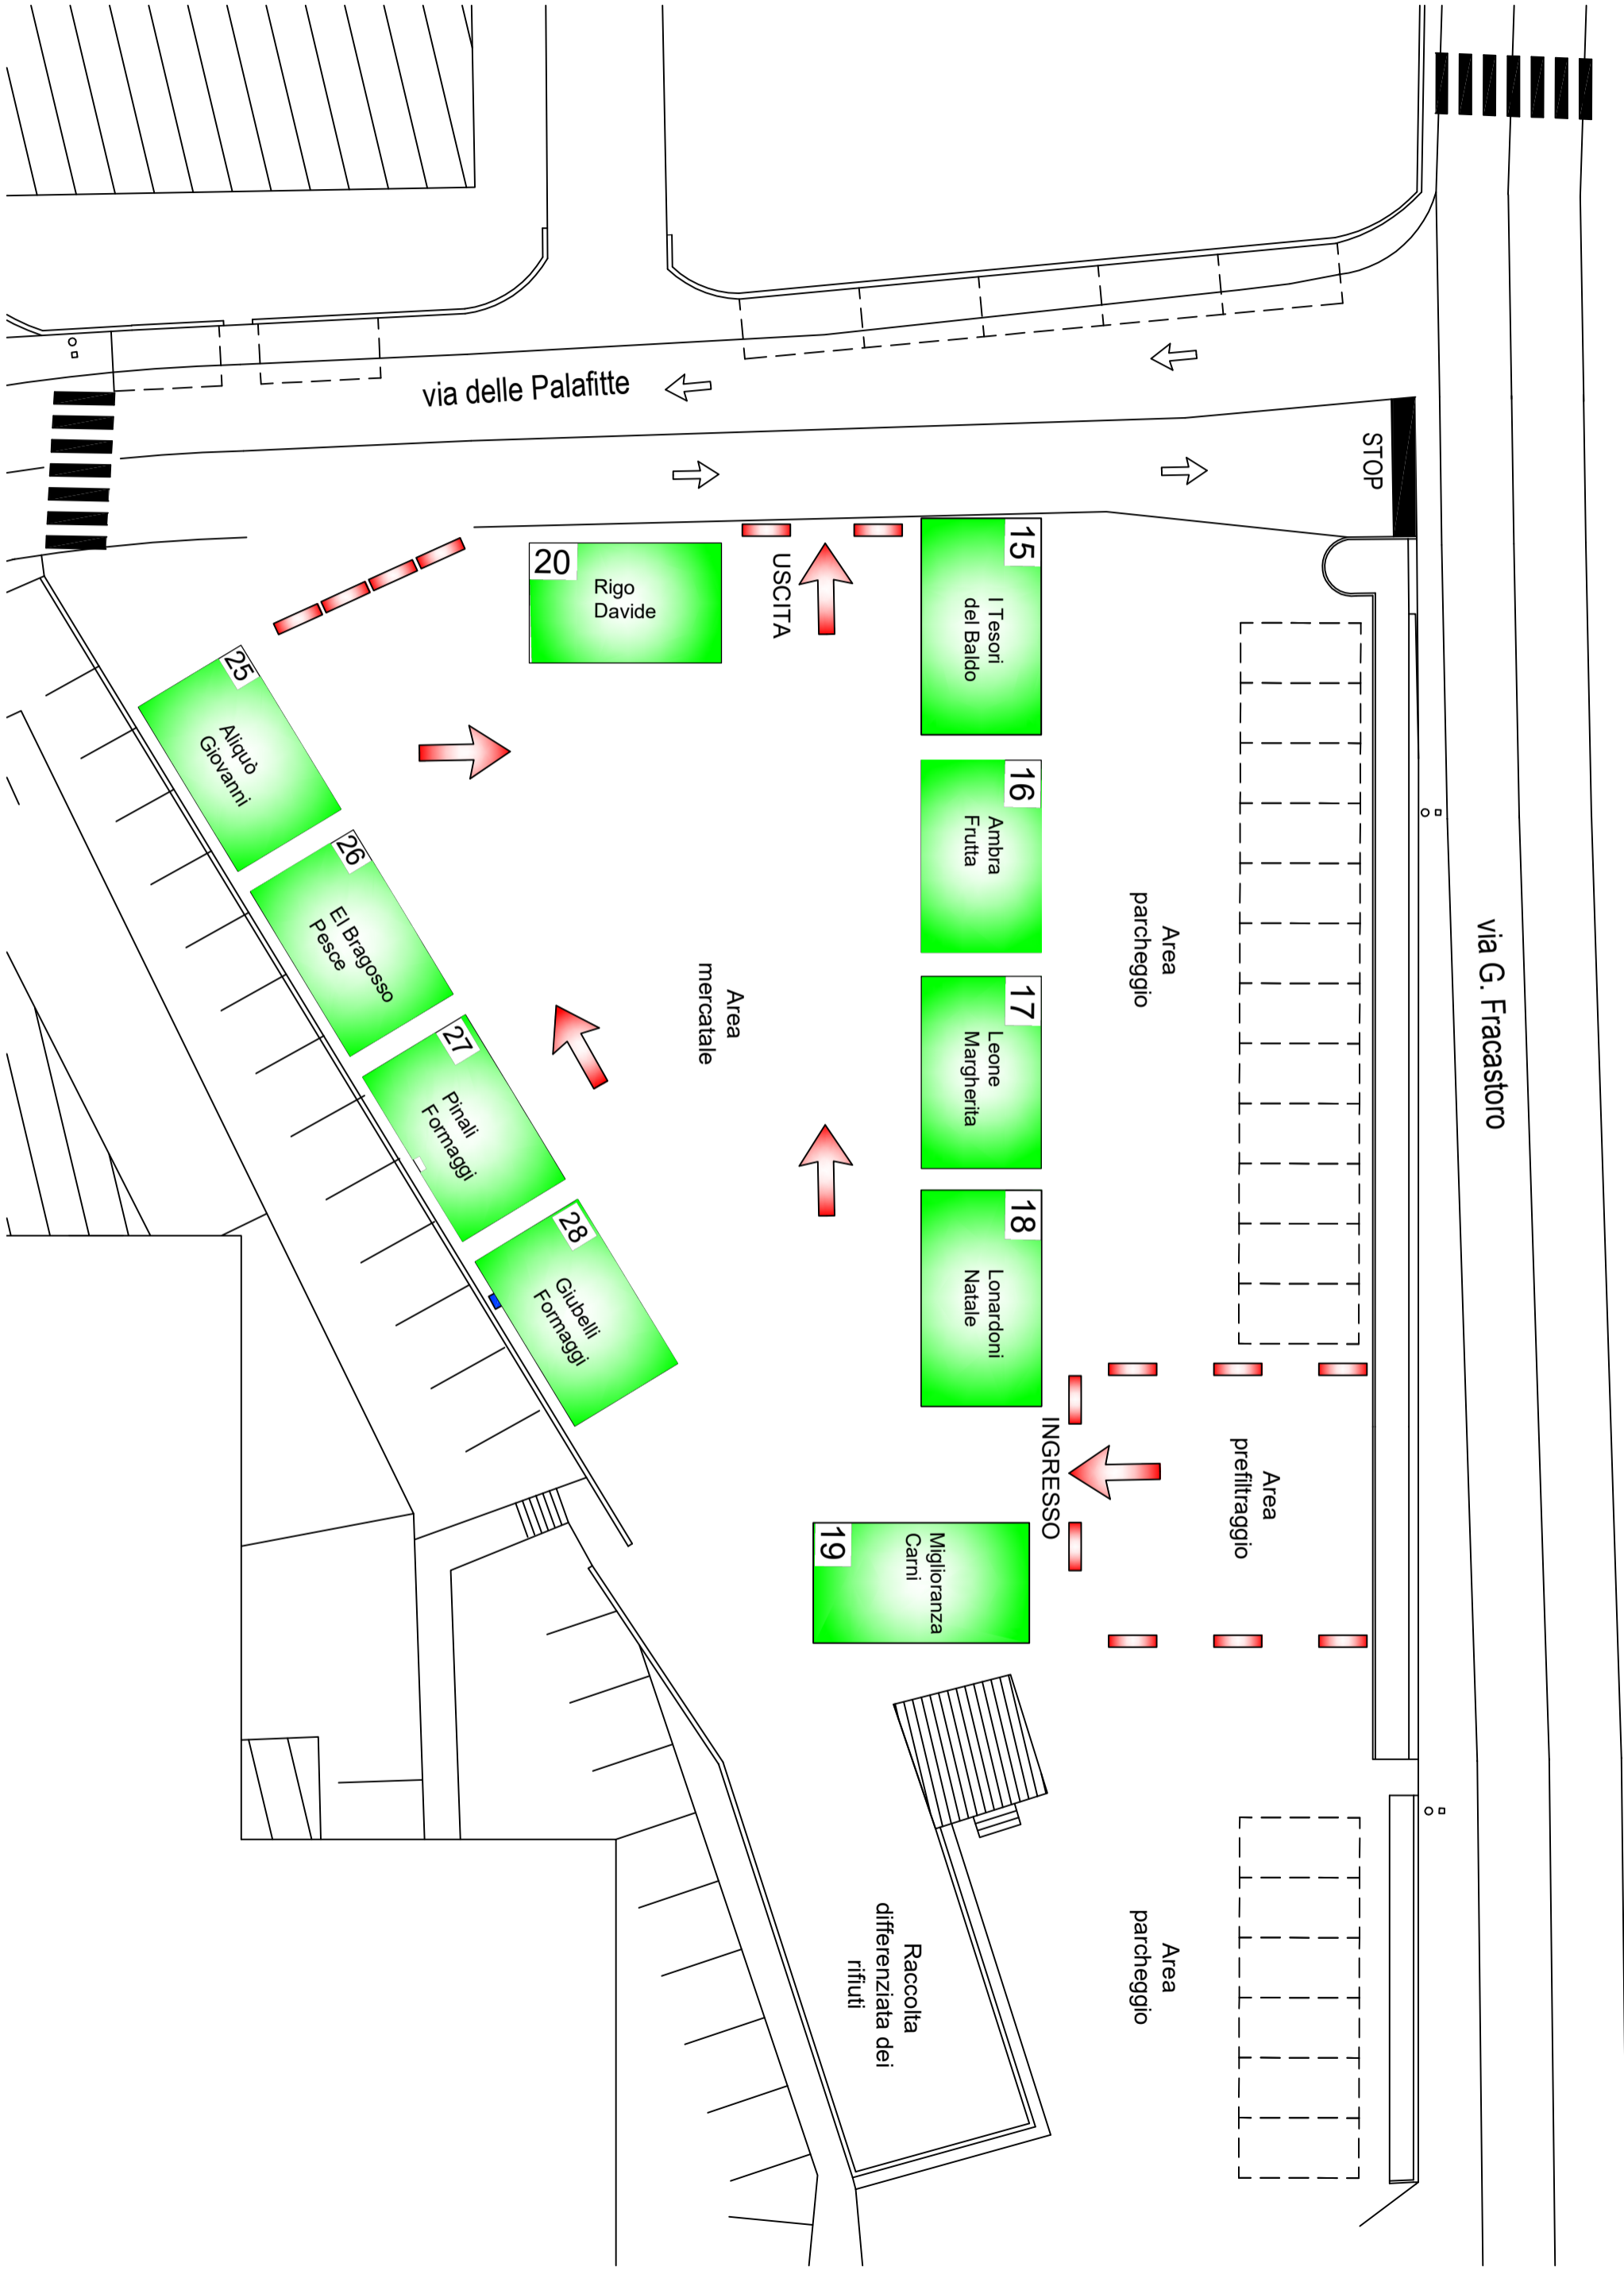 via G. Fracastoro
via delle Palafitte
STOP
USCITA
20
Rigo
Davide
15
I Tesori
del Baldo
16
Ambra
Frutta
17
Leone
Margherita
18
Lonardoni
Natale
19
Miglioranza
Carni
25
Aliquò
Giovanni
26
El Bragosso
Pesce
27
Pinali
Formaggi
28
Giubelli
Formaggi
Area
mercatale
Area
parcheggio
INGRESSO
Area
prefiltraggio
Area
parcheggio
Raccolta
differenziata dei
rifiuti